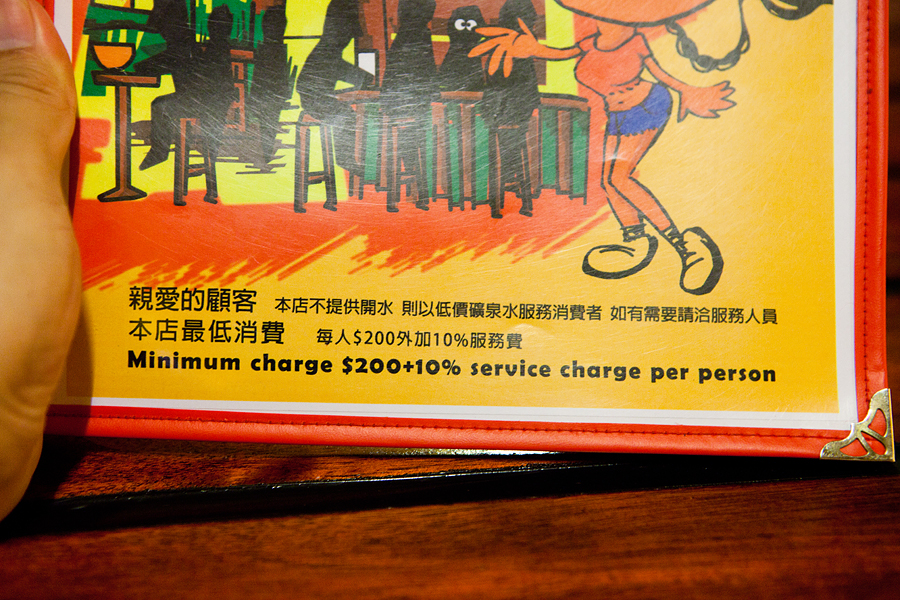 親愛的顧客 本店不提供開水 則以低價礦泉水服務消費者 如有需要請洽服務人員
本店最低消費 每人$200外加10%服務費
Minimum charge $200+10% service charge per person